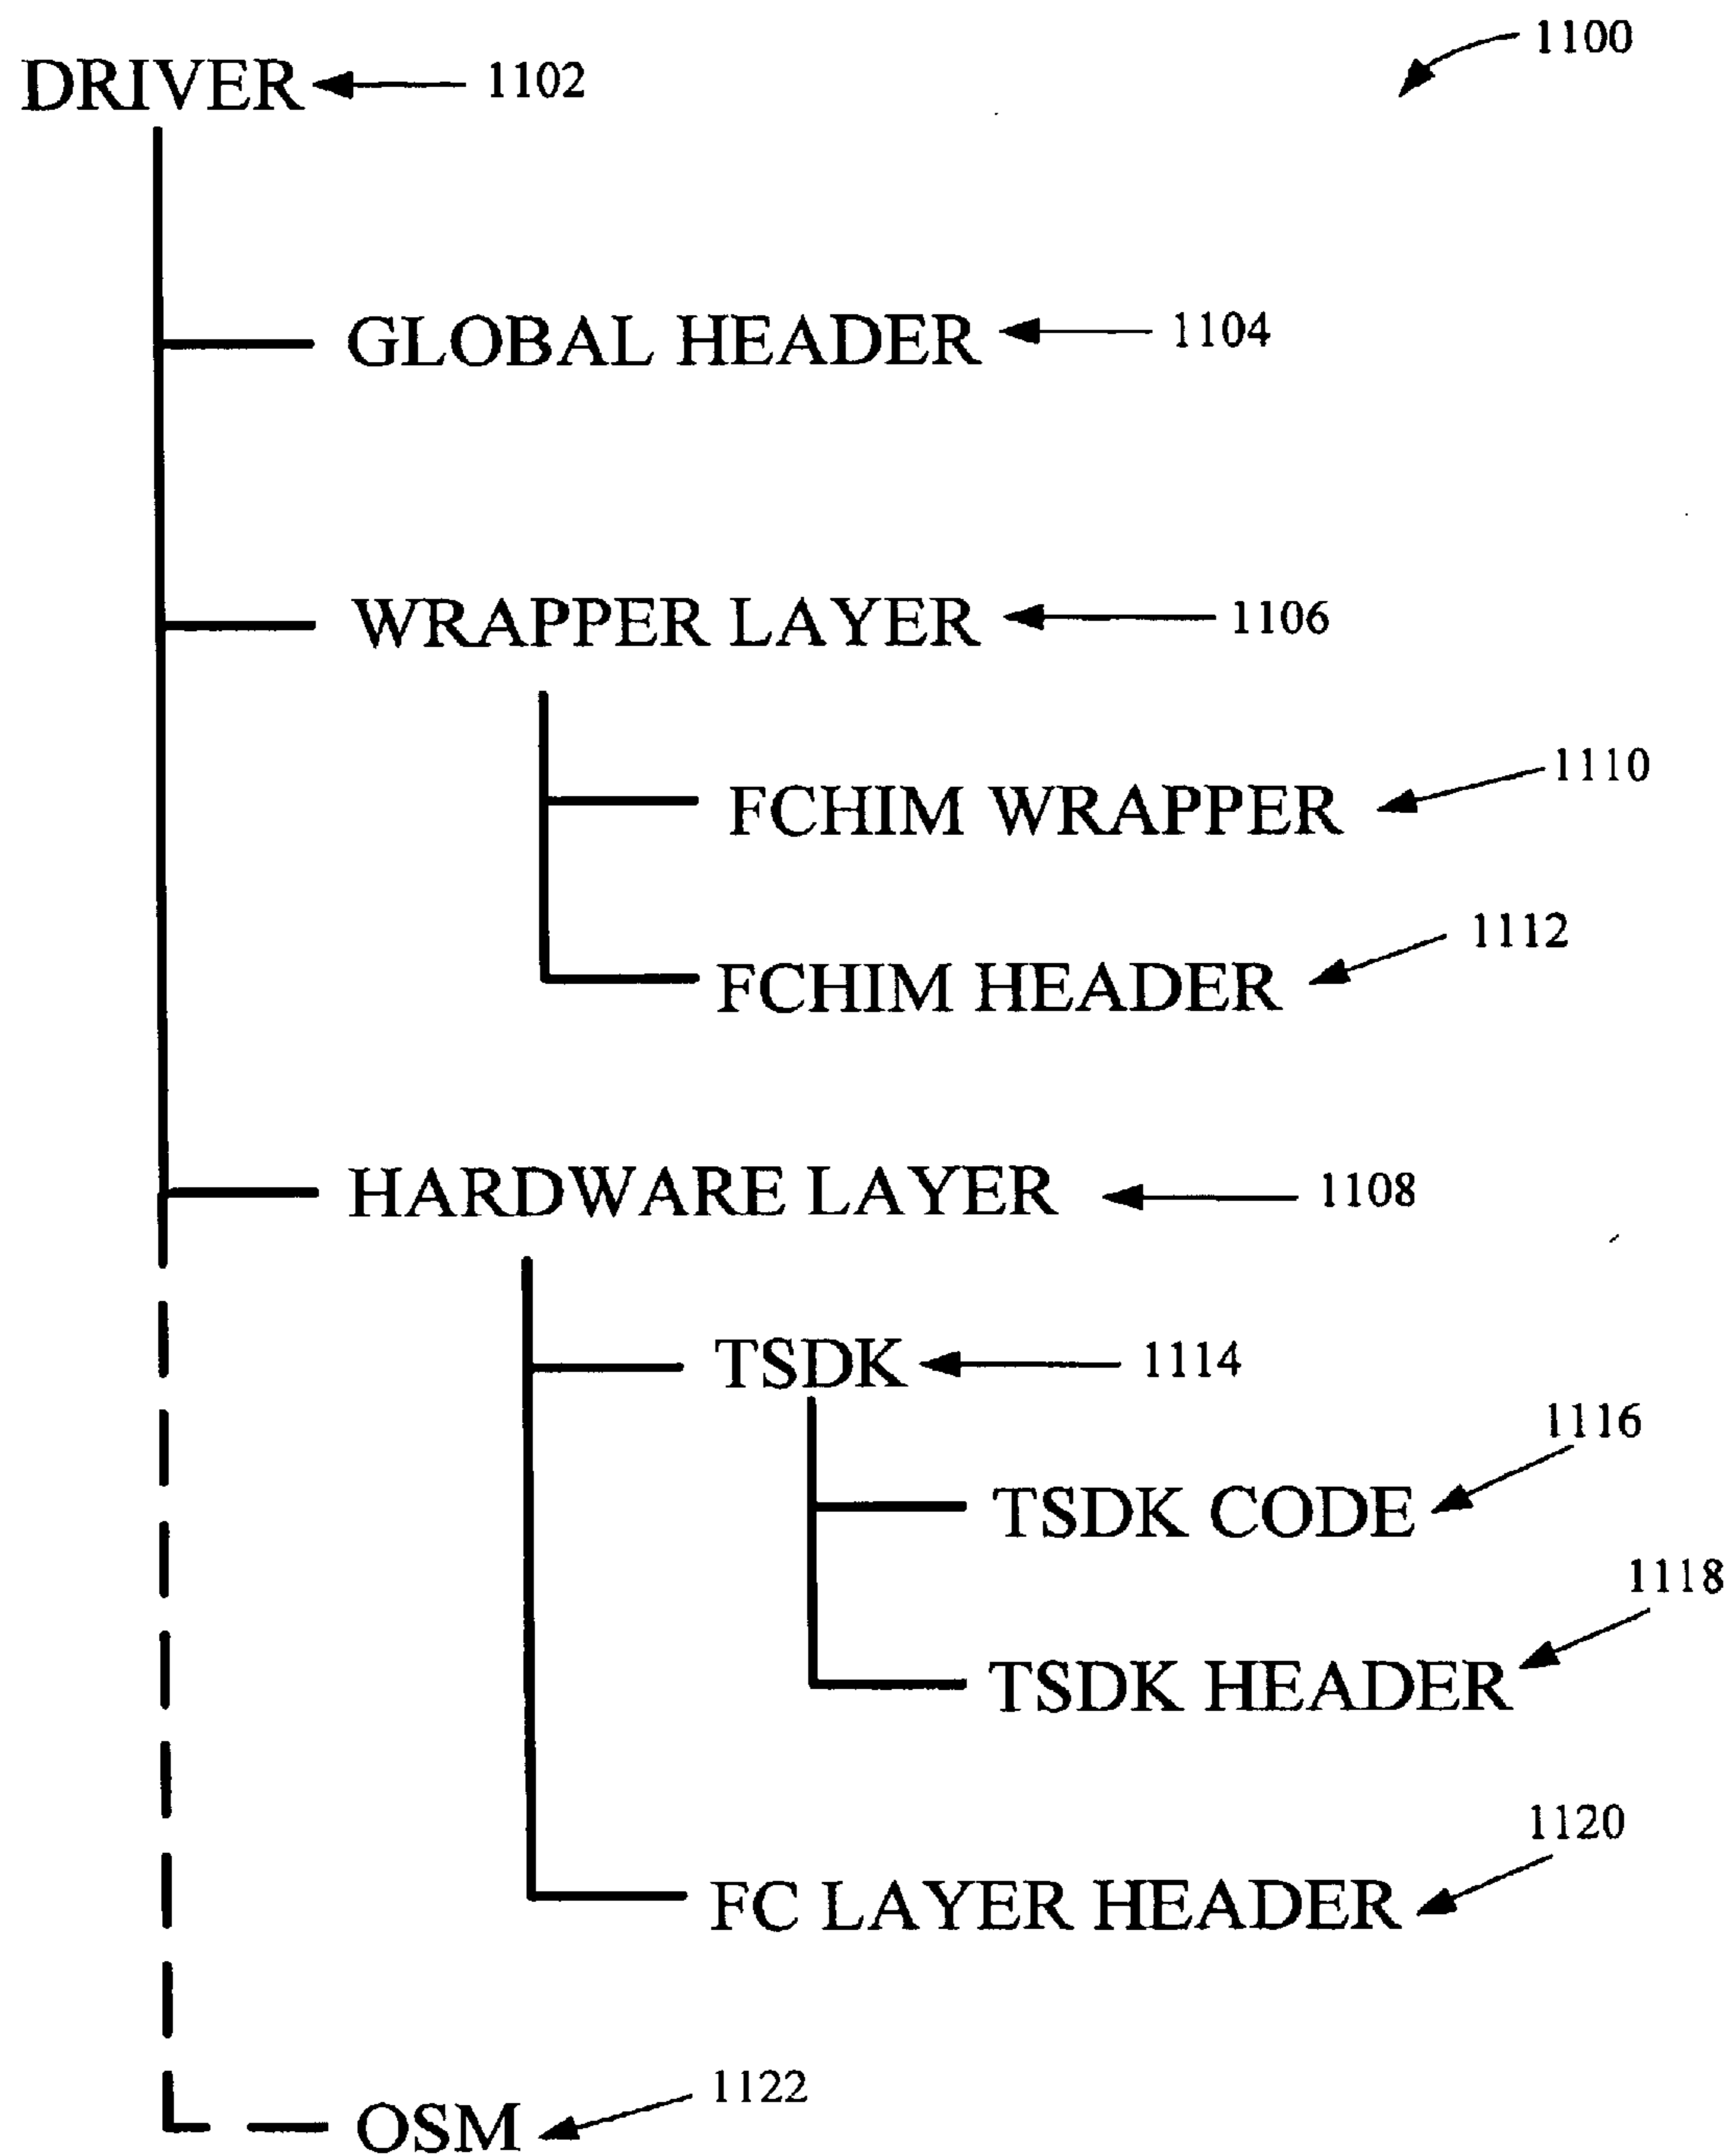 1100
DRIVER 1102
GLOBAL HEADER 1104
WRAPPER LAYER 1106
FCHIM WRAPPER 1110
FCHIM HEADER 1112
HARDWARE LAYER 1108
TSDK 1114
TSDK CODE 1116
TSDK HEADER 1118
FC LAYER HEADER 1120
OSM 1122